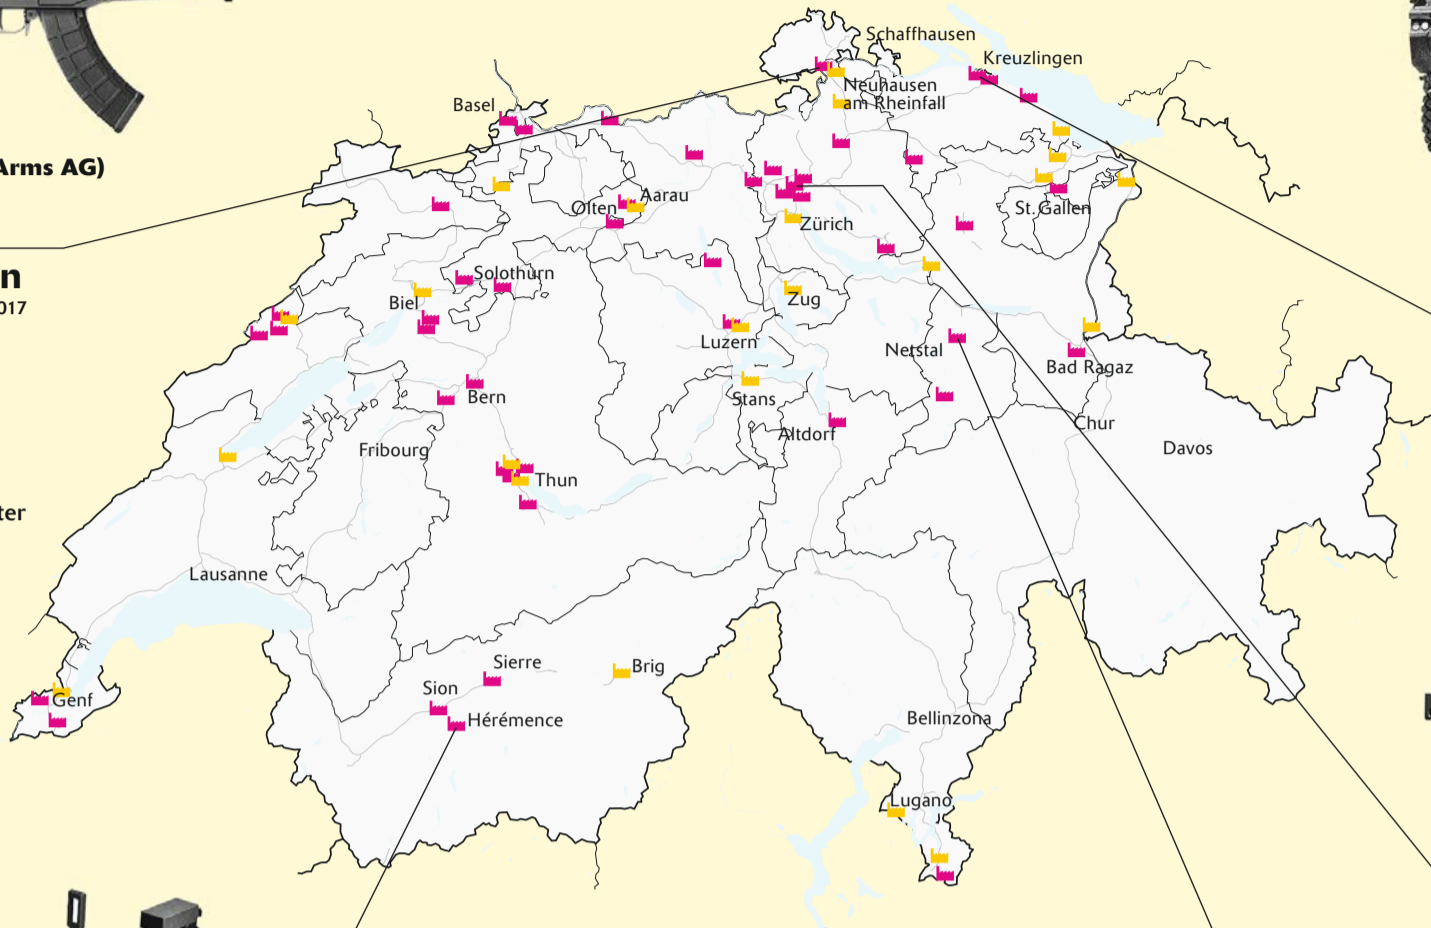 Schaffhausen
Kreuzlingen
Neuhausen
am Rheinfall
Basel
Arms AG)
Aarau
Olten
St.Gallen
Zürich
n
017
Solothurn
Biel
Zug
Luzern
Netstal
Bad Ragaz
Bern
Stans
Altdorf
Chur
Fribourg
Davos
Thun
ter
Lausanne
Sierre
Brig
Sion
Genf
Hérémence
Bellinzona
Lugano